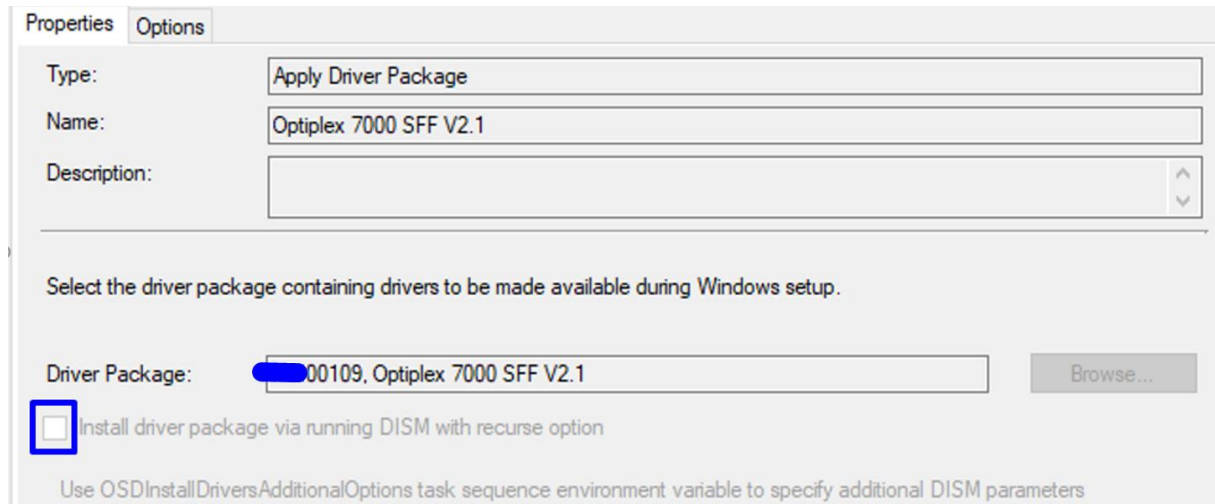 Properties Options
Type: Apply Driver Package
Name: Optiplex 7000 SFF V2.1
Description:
Select the driver package containing drivers to be made available during Windows setup.
Driver Package: 00109, Optiplex 7000 SFF V2.1 Browse...
Install driver package via running DISM with recurse option
Use OSDInstallDriversAdditionalOptions task sequence environment variable to specify additional DISM parameters